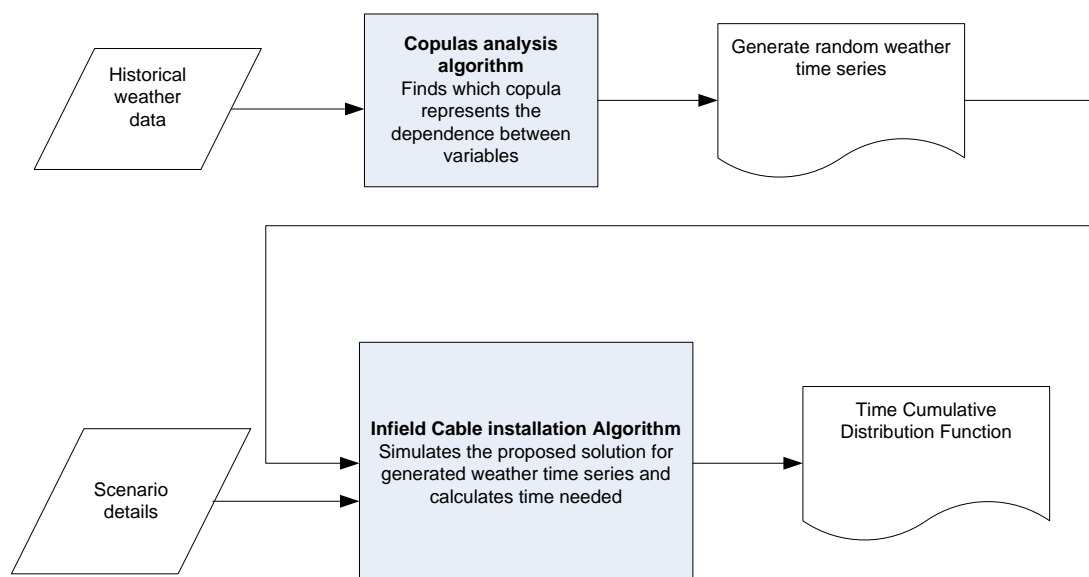 Historical
weather
data
Copulas analysis
algorithm
Finds which copula
represents the
dependence between
variables
Generate random weather
time series
Scenario
details
Infield Cable installation Algorithm
Simulates the proposed solution for
generated weather time series and
calculates time needed
Time Cumulative
Distribution Function